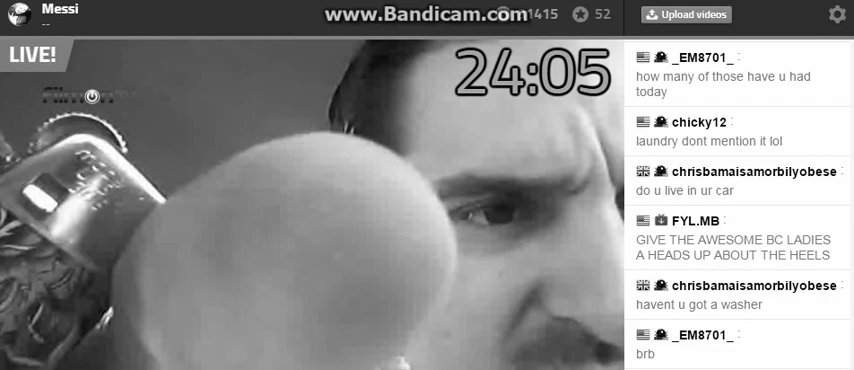 Messi
--
www.Bandicam.com
1415
52
Upload videos
LIVE!
24:05
FilmOn TV
_EM8701_ :
how many of those have u had
today
chicky12 :
laundry dont mention it lol
chrisbamaisamorbilyobese :
do u live in ur car
FYL.MB :
GIVE THE AWESOME BC LADIES
A HEADS UP ABOUT THE HEELS
chrisbamaisamorbilyobese :
havent u got a washer
_EM8701_ :
brb